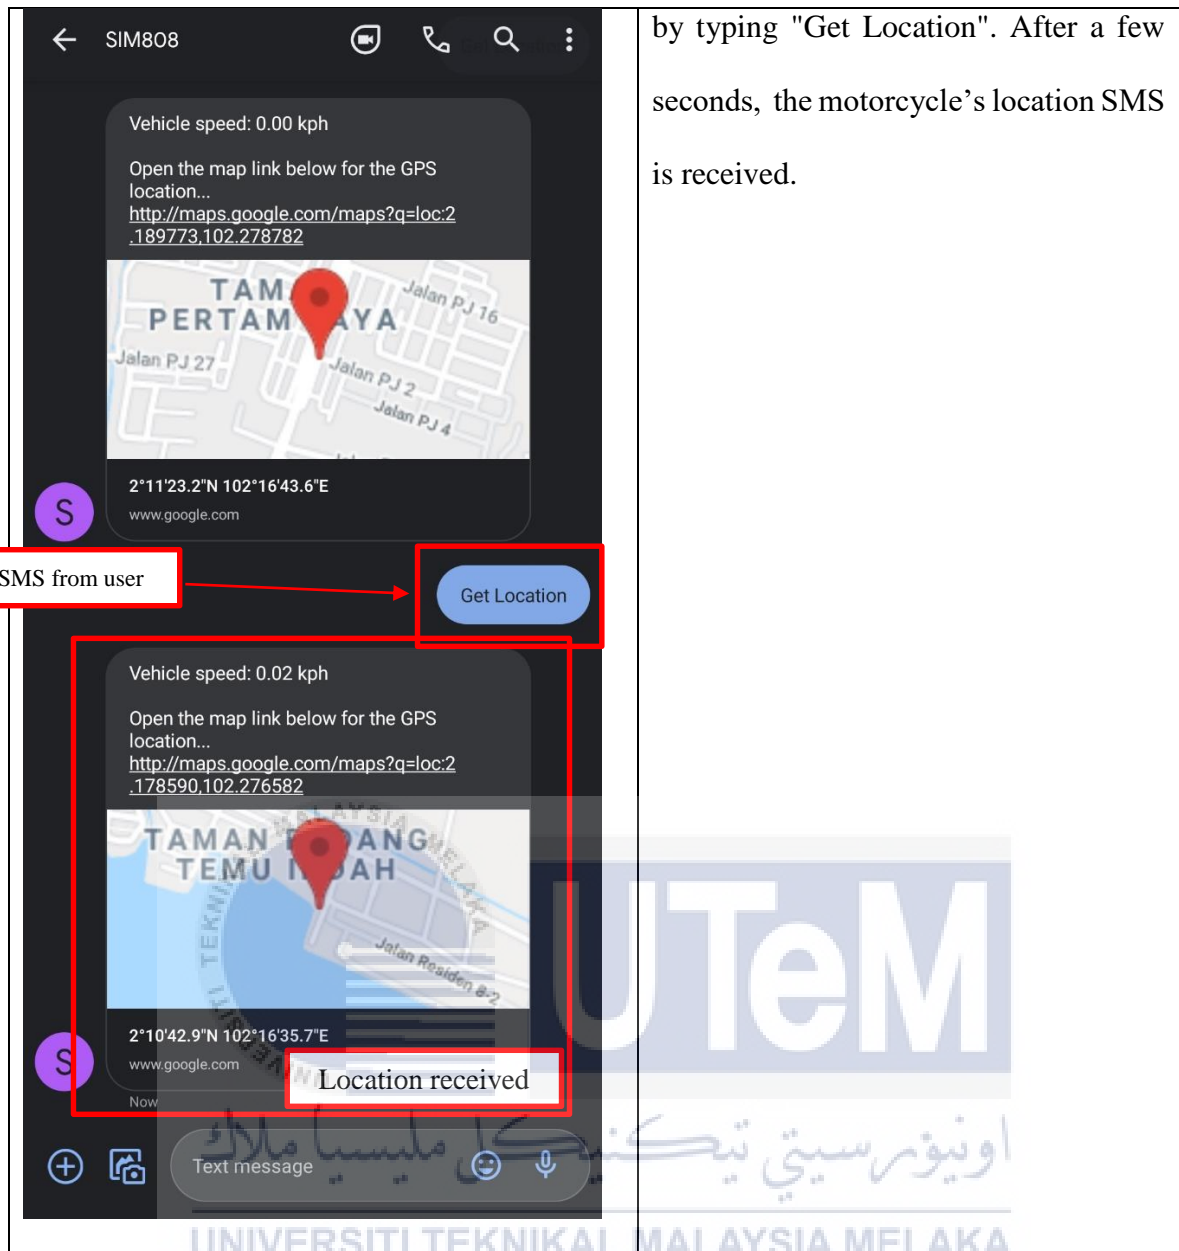 SIM808
by typing "Get Location". After a few
seconds, the motorcycle’s location SMS
is received.
Vehicle speed: 0.00 kph
Open the map link below for the GPS
location...
http://maps.google.com/maps?q=loc:2
.189773,102.278782
Jalan PJ 16
Jalan PJ 27
Jalan PJ 2
Jalan PJ 4
2°11'23.2"N 102°16'43.6"E
www.google.com
S
SMS from user
Get Location
Vehicle speed: 0.02 kph
Open the map link below for the GPS
location...
http://maps.google.com/maps?q=loc:2
.178590,102.276582
TAMAN
TEMU
Jalan Residen 8-2
2°10'42.9"N 102°16'35.7"E
www.google.com
S
Location received
Now
Text message
UTeM
اونيۏرسيتي تيكنيكل مليسيا ملاك
UNIVERSITI TEKNIKAL MALAYSIA MELAKA